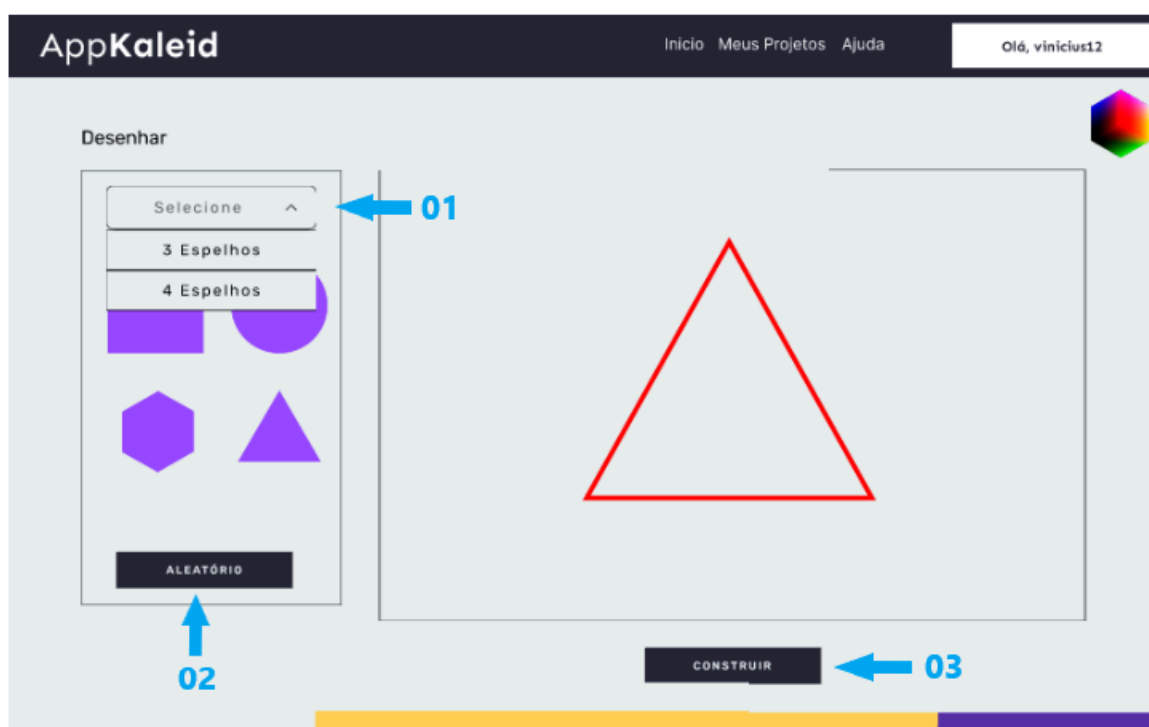 AppKaleid
Inicio Meus Projetos Ajuda
Olá, vinicius12
Desenhar
Selecione
01
3 Espelhos
4 Espelhos
ALEATÓRIO
02
CONSTRUIR
03